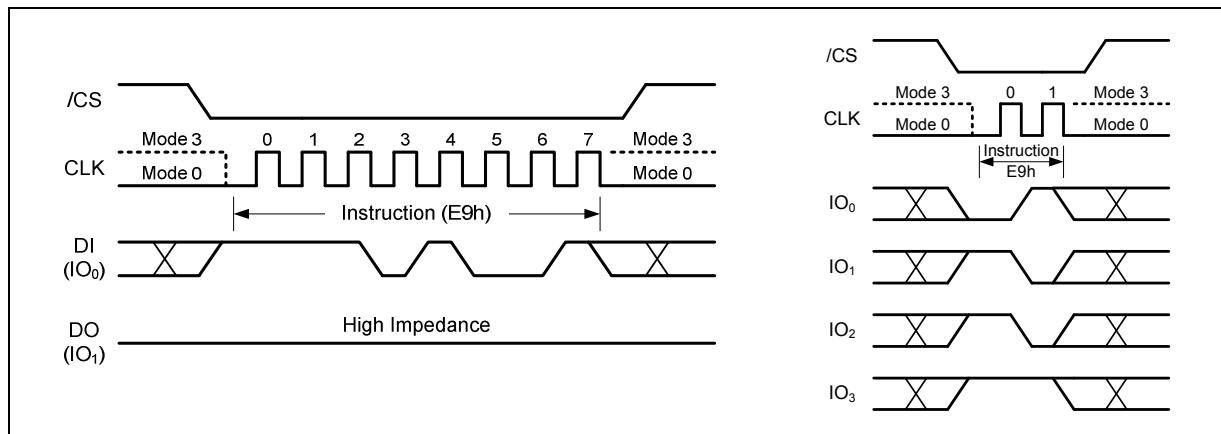 /CS
Mode 3 0 1 2 3 4 5 6 7 Mode 3
CLK
Mode 0 Mode 0
Instruction (E9h)
DI
(IO₀)
High Impedance
DO
(IO₁)
/CS
Mode 3 0 1 Mode 3
CLK
Mode 0 Mode 0
Instruction
E9h
IO₀
IO₁
IO₂
IO₃